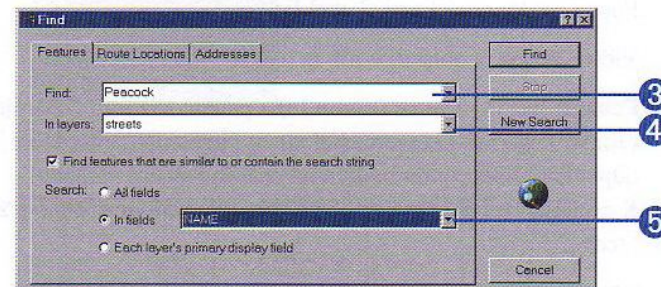 Find
Features Route Locations Addresses
Find
Find: Peacock
Stop
3
In layers: streets
New Search
4
Find features that are similar to or contain the search string
Search: All fields
In fields NAME
5
Each layer's primary display field
Cancel